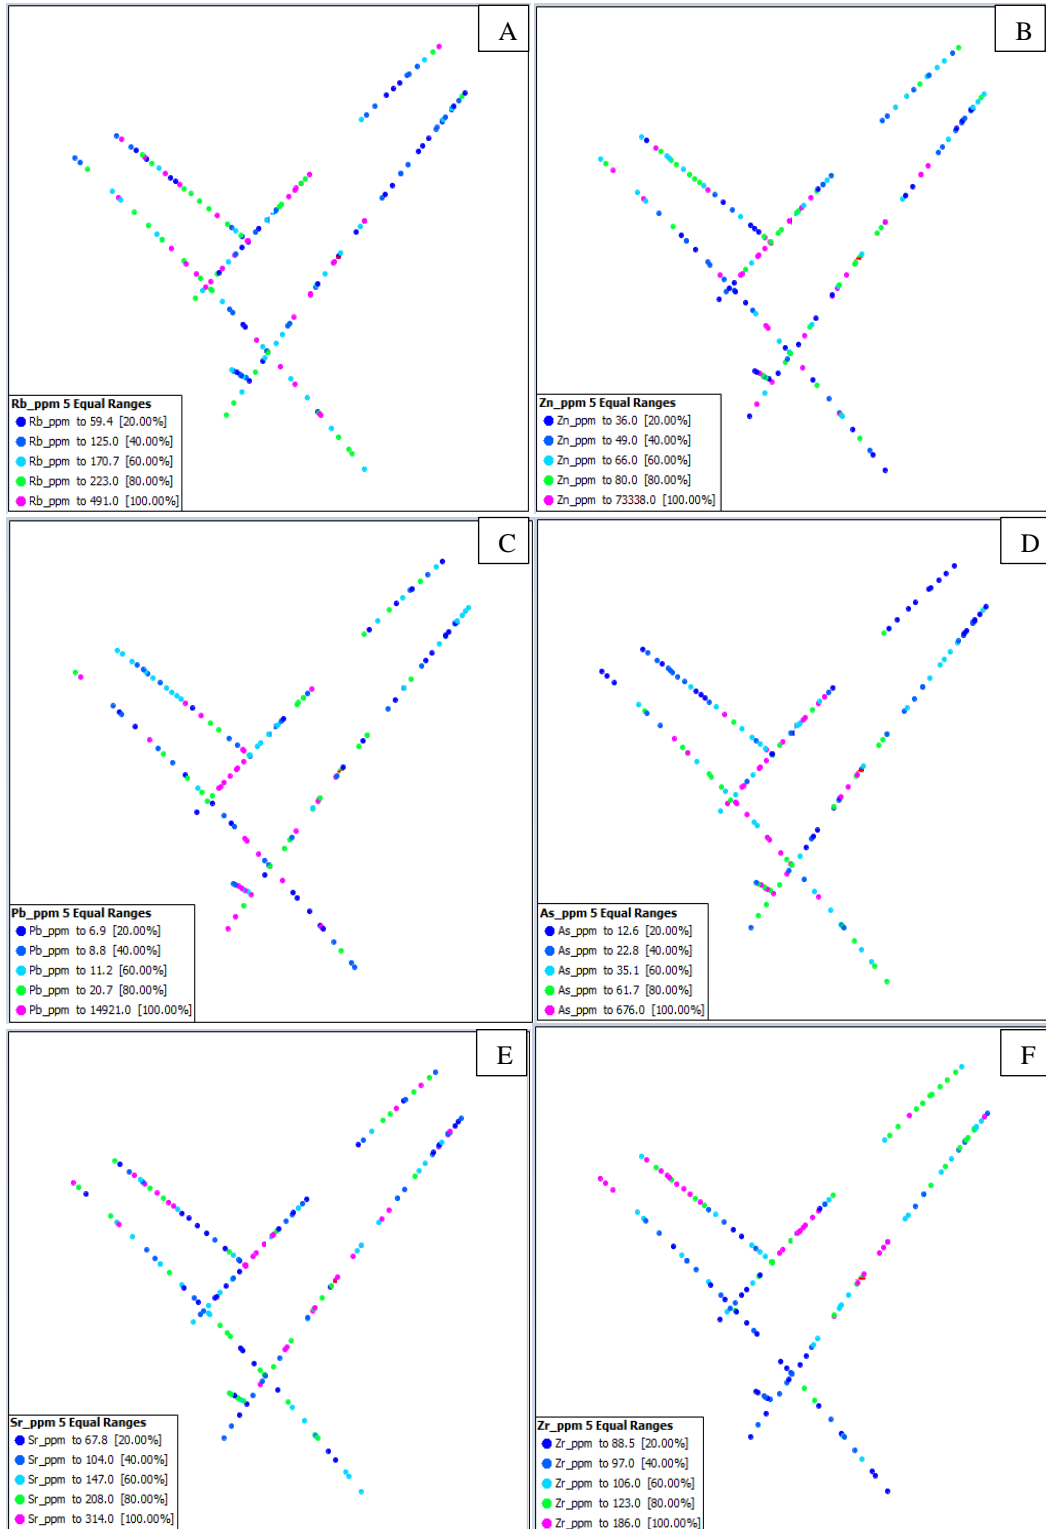 A
Rb_ppm 5 Equal Ranges
Rb_ppm to 59.4 [20.00%]
Rb_ppm to 125.0 [40.00%]
Rb_ppm to 170.7 [60.00%]
Rb_ppm to 223.0 [80.00%]
Rb_ppm to 491.0 [100.00%]
B
Zn_ppm 5 Equal Ranges
Zn_ppm to 36.0 [20.00%]
Zn_ppm to 49.0 [40.00%]
Zn_ppm to 66.0 [60.00%]
Zn_ppm to 80.0 [80.00%]
Zn_ppm to 73338.0 [100.00%]
C
Pb_ppm 5 Equal Ranges
Pb_ppm to 6.9 [20.00%]
Pb_ppm to 8.8 [40.00%]
Pb_ppm to 11.2 [60.00%]
Pb_ppm to 20.7 [80.00%]
Pb_ppm to 14921.0 [100.00%]
D
As_ppm 5 Equal Ranges
As_ppm to 12.6 [20.00%]
As_ppm to 22.8 [40.00%]
As_ppm to 35.1 [60.00%]
As_ppm to 61.7 [80.00%]
As_ppm to 676.0 [100.00%]
E
Sr_ppm 5 Equal Ranges
Sr_ppm to 67.8 [20.00%]
Sr_ppm to 104.0 [40.00%]
Sr_ppm to 147.0 [60.00%]
Sr_ppm to 208.0 [80.00%]
Sr_ppm to 314.0 [100.00%]
F
Zr_ppm 5 Equal Ranges
Zr_ppm to 88.5 [20.00%]
Zr_ppm to 97.0 [40.00%]
Zr_ppm to 106.0 [60.00%]
Zr_ppm to 123.0 [80.00%]
Zr_ppm to 186.0 [100.00%]